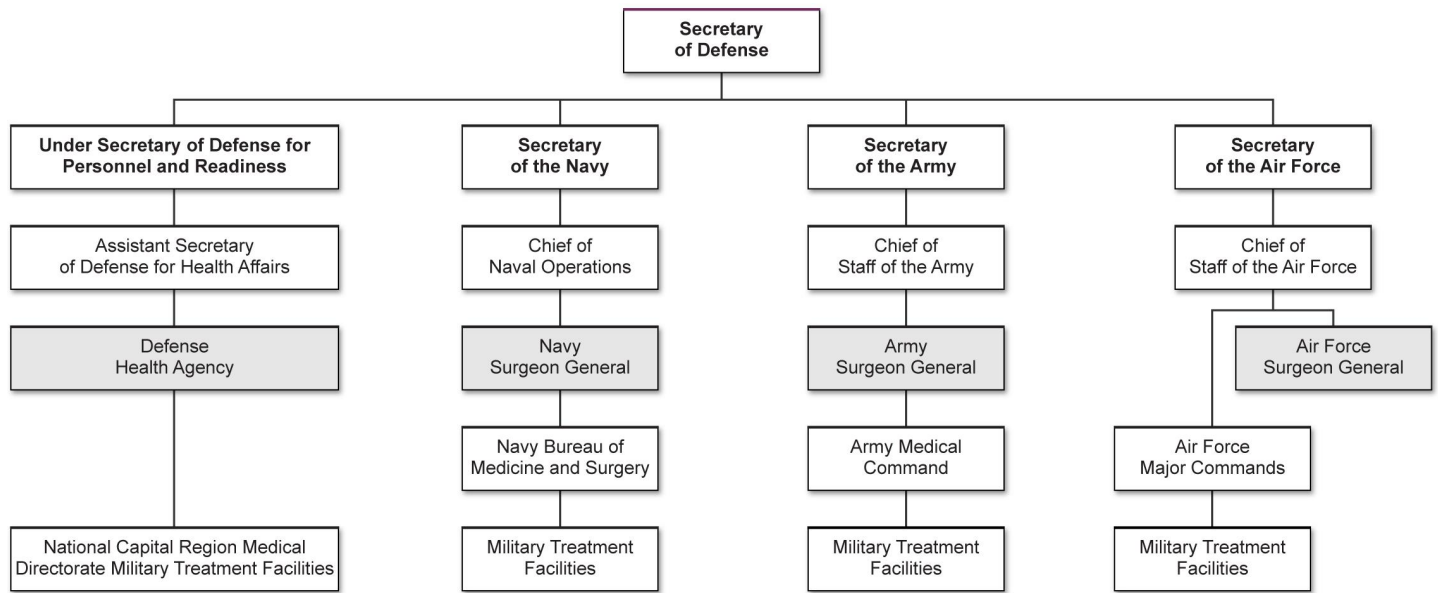 Secretary
of Defense
Under Secretary of Defense for
Personnel and Readiness
Secretary
of the Navy
Secretary
of the Army
Secretary
of the Air Force
Assistant Secretary
of Defense for Health Affairs
Chief of
Naval Operations
Chief of
Staff of the Army
Chief of
Staff of the Air Force
Defense
Health Agency
Navy
Surgeon General
Army
Surgeon General
Air Force
Surgeon General
Navy Bureau of
Medicine and Surgery
Army Medical
Command
Air Force
Major Commands
National Capital Region Medical
Directorate Military Treatment Facilities
Military Treatment
Facilities
Military Treatment
Facilities
Military Treatment
Facilities